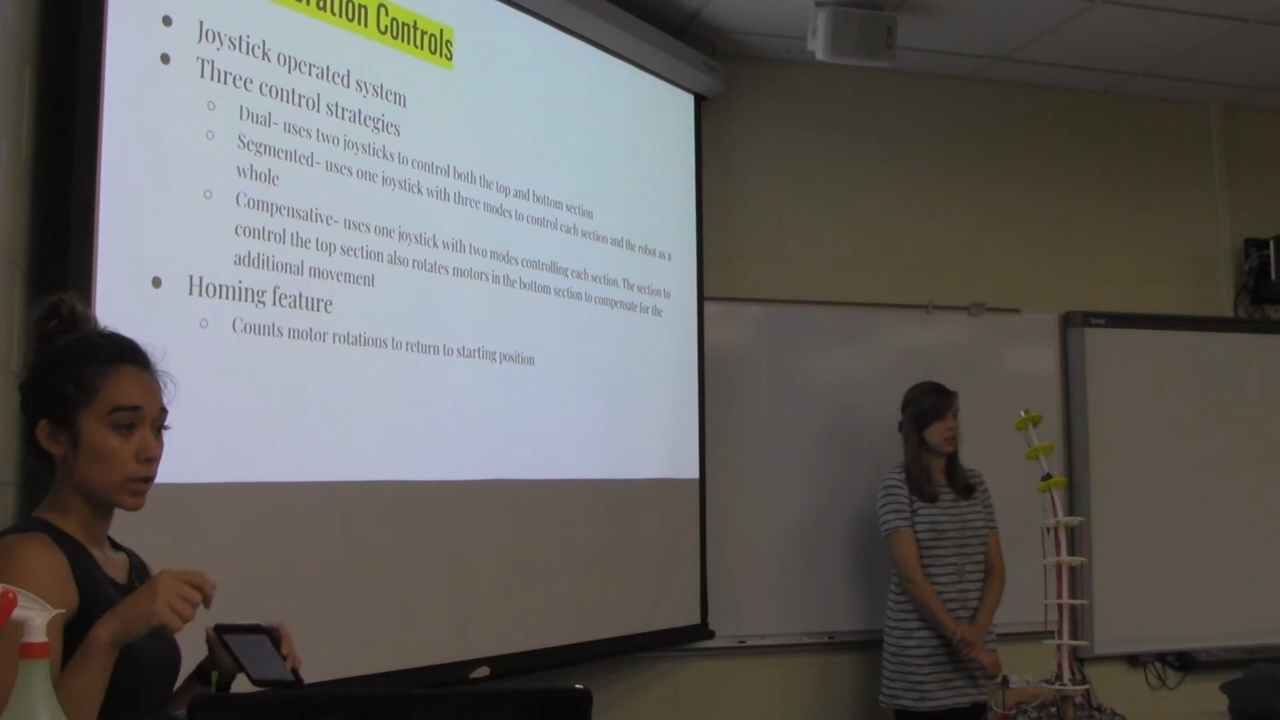 Controls
Joystick operated system
Three control strategies
Dual- uses two joysticks to control both the top and bottom section
Segmented- uses one joystick with three modes to control each section and the robot as a
whole
Compensative- uses one joystick with two modes controlling each section. The section to
control the top section also rotates motors in the bottom section to compensate for the
additional movement
Homing feature
Counts motor rotations to return to starting position